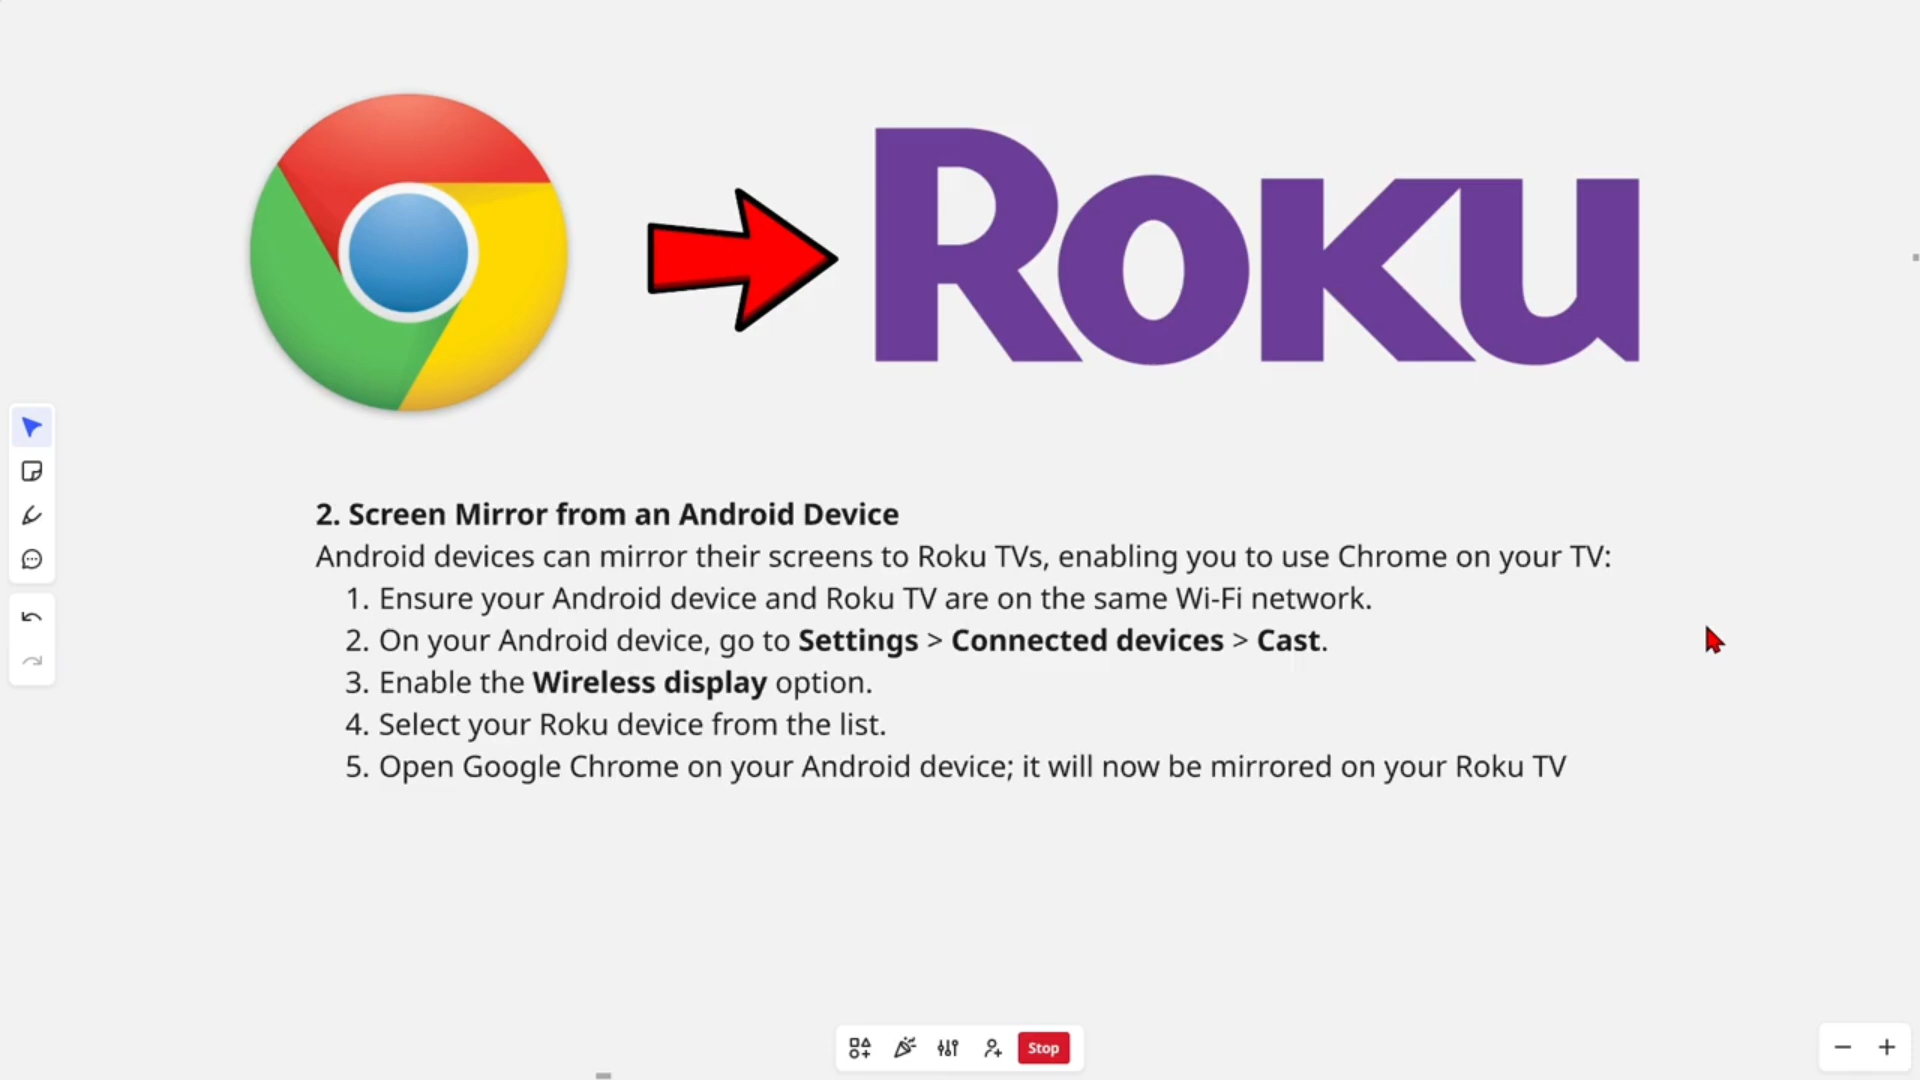 Roku
2. Screen Mirror from an Android Device
Android devices can mirror their screens to Roku TVs, enabling you to use Chrome on your TV:
1. Ensure your Android device and Roku TV are on the same Wi-Fi network.
2. On your Android device, go to Settings > Connected devices > Cast.
3. Enable the Wireless display option.
4. Select your Roku device from the list.
5. Open Google Chrome on your Android device; it will now be mirrored on your Roku TV
Stop